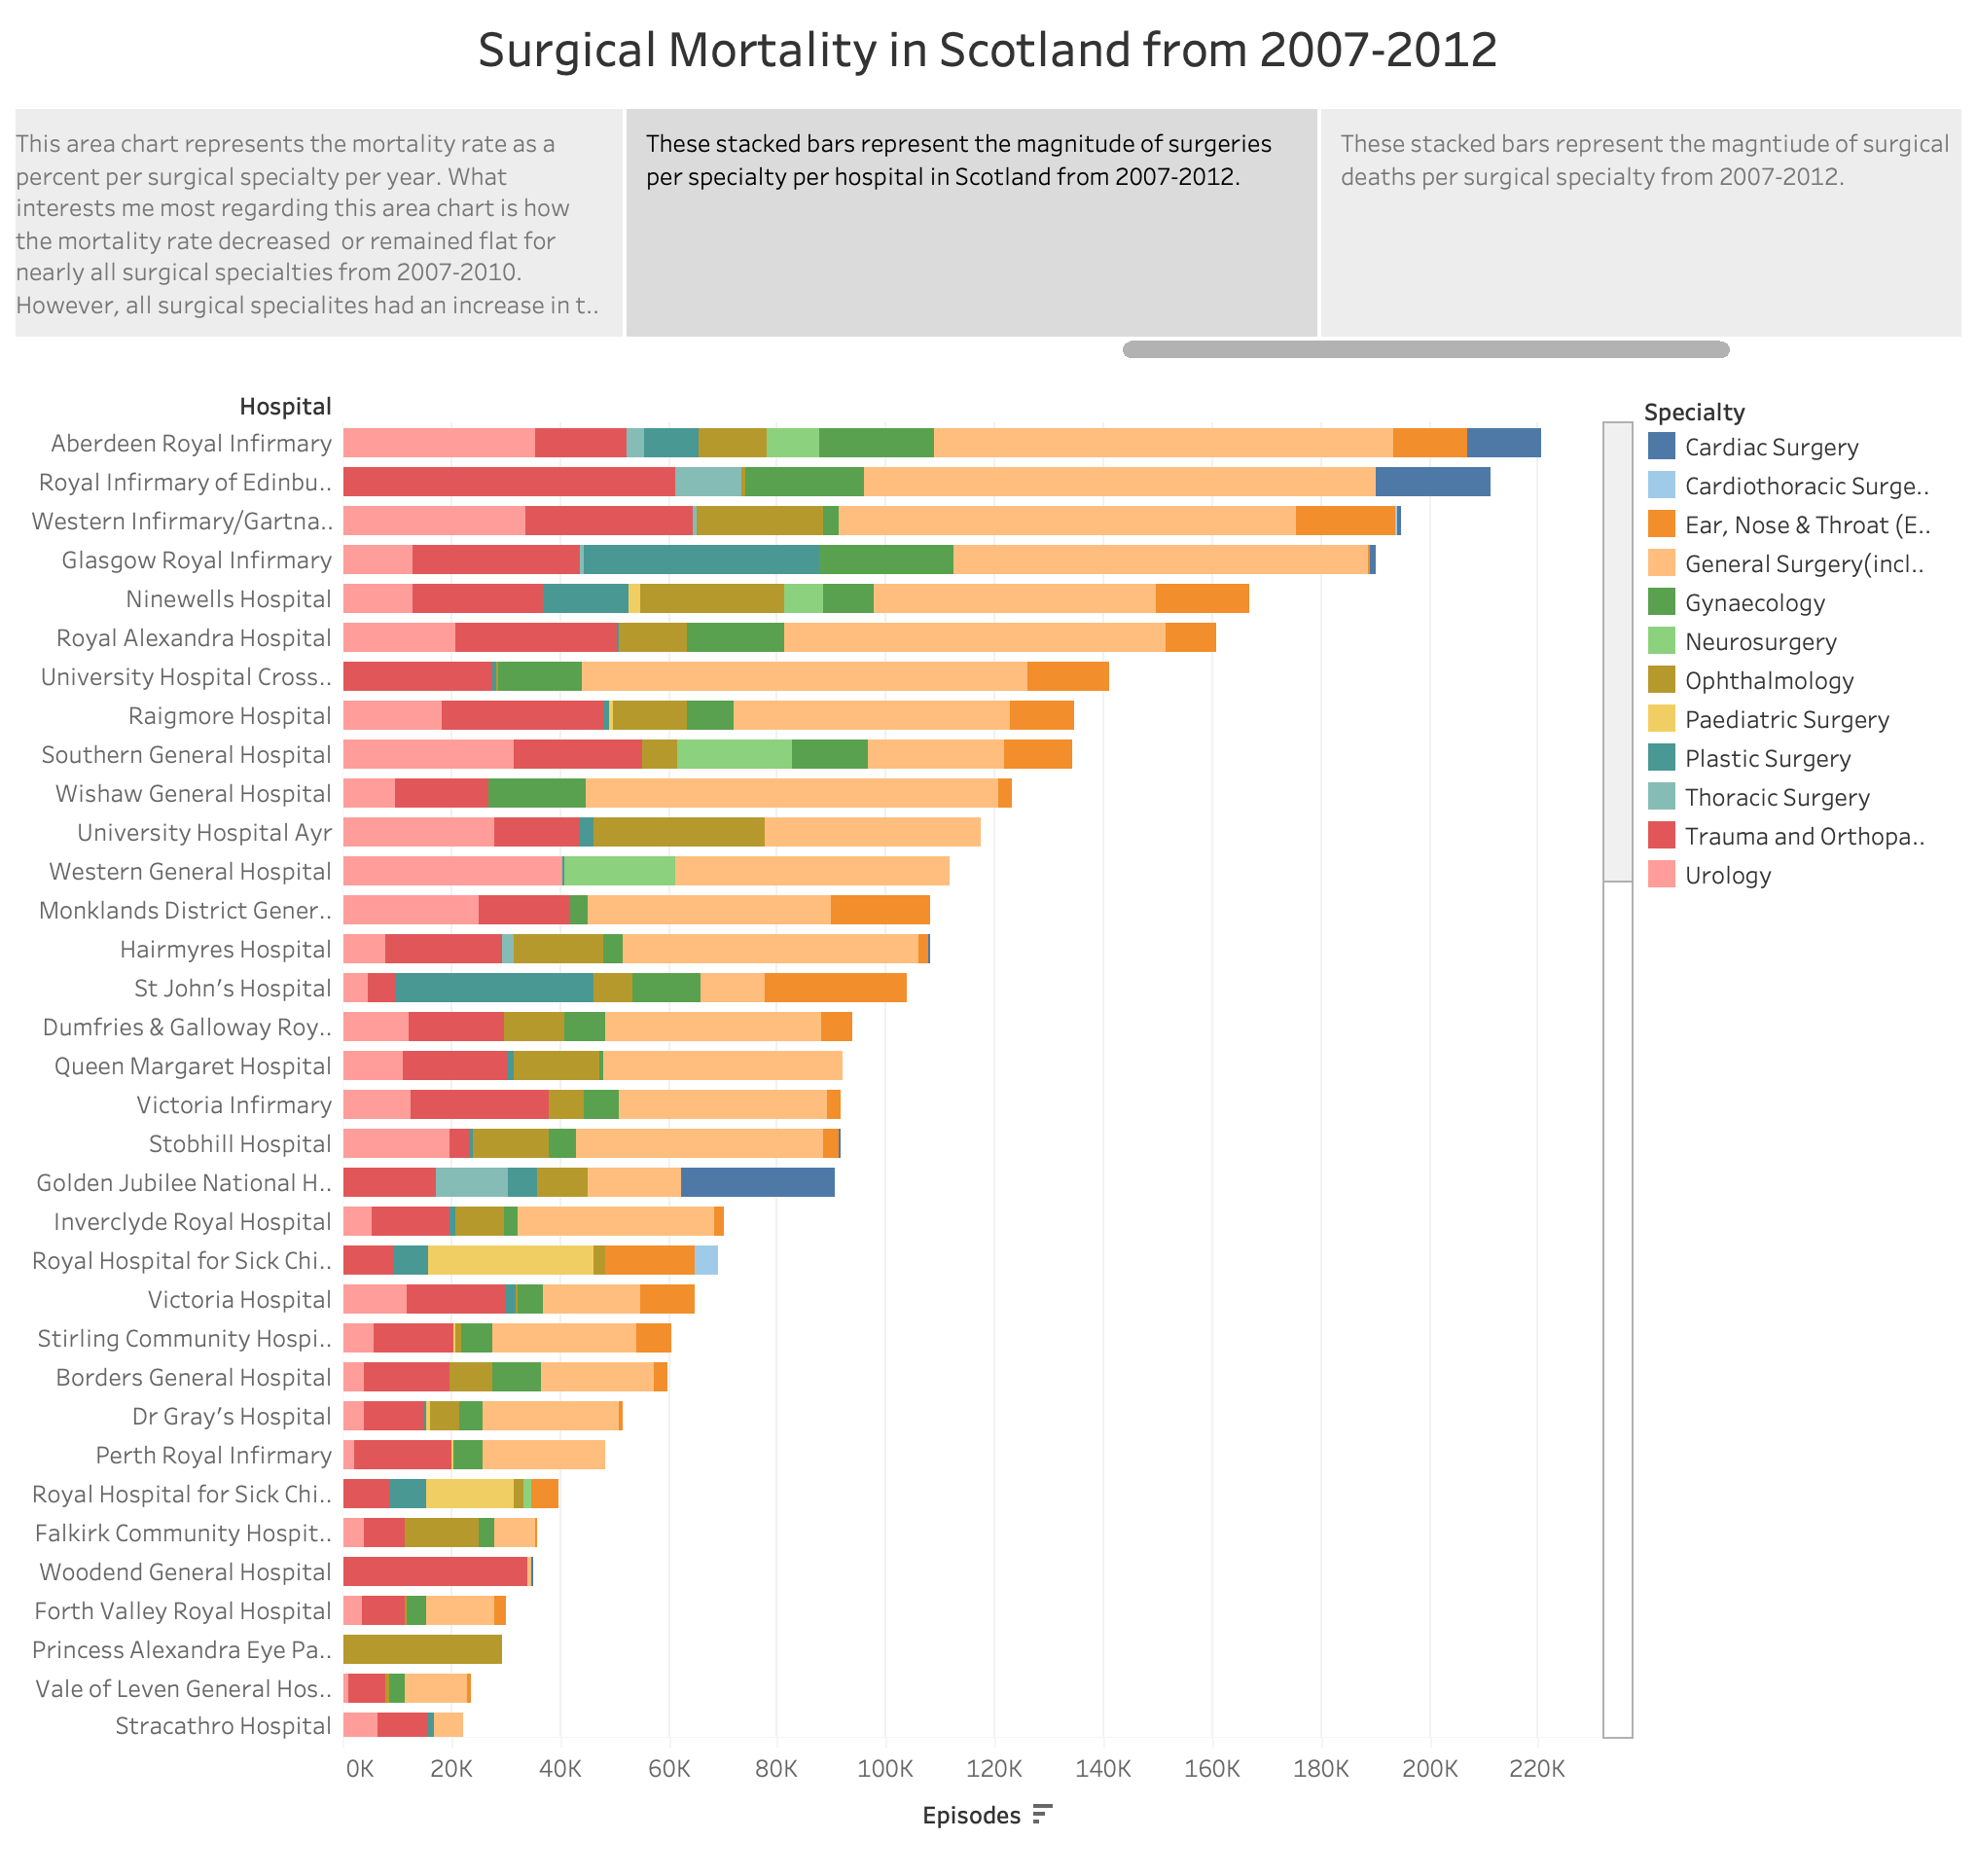 Surgical Mortality in Scotland from 2007-2012
This area chart represents the mortality rate as a
percent per surgical specialty per year. What
interests me most regarding this area chart is how
the mortality rate decreased  or remained flat for
nearly all surgical specialties from 2007-2010.
However, all surgical specialites had an increase in t..
These stacked bars represent the magnitude of surgeries
per specialty per hospital in Scotland from 2007-2012.
These stacked bars represent the magntiude of surgical
deaths per surgical specialty from 2007-2012.
Hospital
Aberdeen Royal Infirmary
Royal Infirmary of Edinbu..
Western Infirmary/Gartna..
Glasgow Royal Infirmary
Ninewells Hospital
Royal Alexandra Hospital
University Hospital Cross..
Raigmore Hospital
Southern General Hospital
Wishaw General Hospital
University Hospital Ayr
Western General Hospital
Monklands District Gener..
Hairmyres Hospital
St John’s Hospital
Dumfries & Galloway Roy..
Queen Margaret Hospital
Victoria Infirmary
Stobhill Hospital
Golden Jubilee National H..
Inverclyde Royal Hospital
Royal Hospital for Sick Chi..
Victoria Hospital
Stirling Community Hospi..
Borders General Hospital
Dr Gray’s Hospital
Perth Royal Infirmary
Royal Hospital for Sick Chi..
Falkirk Community Hospit..
Woodend General Hospital
Forth Valley Royal Hospital
Princess Alexandra Eye Pa..
Vale of Leven General Hos..
Stracathro Hospital
0K 20K 40K 60K 80K 100K 120K 140K 160K 180K 200K 220K
Episodes
Specialty
Cardiac Surgery
Cardiothoracic Surge..
Ear, Nose & Throat (E..
General Surgery(incl..
Gynaecology
Neurosurgery
Ophthalmology
Paediatric Surgery
Plastic Surgery
Thoracic Surgery
Trauma and Orthopa..
Urology